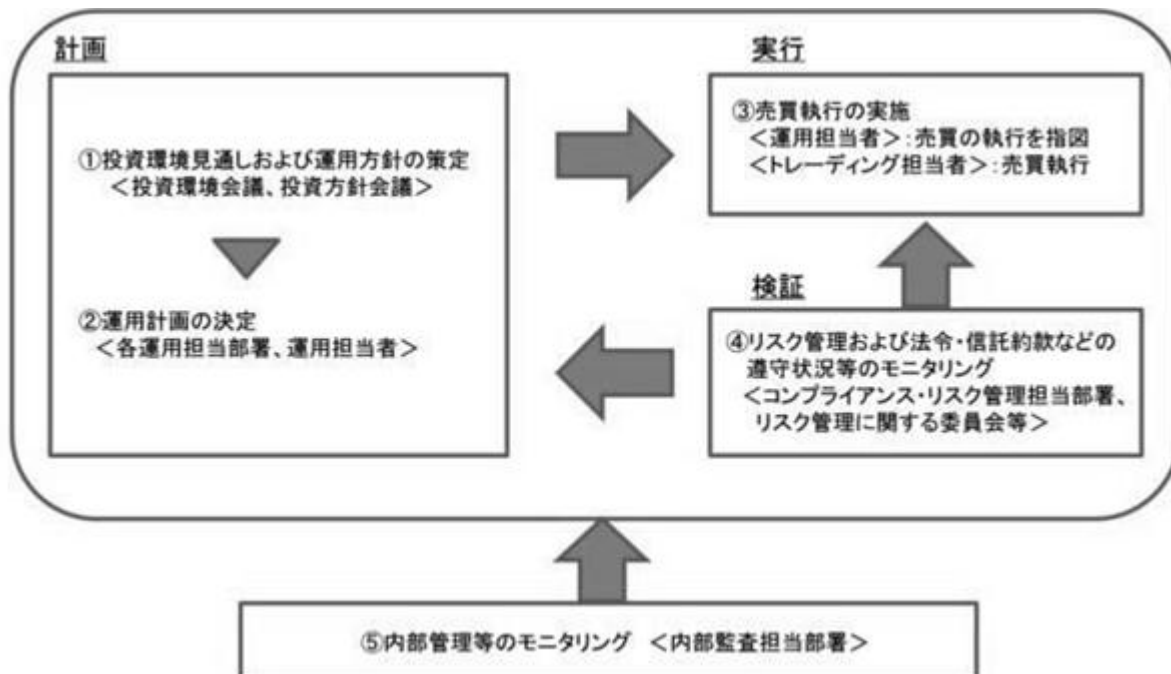 計画
①投資環境見通しおよび運用方針の策定
＜投資環境会議、投資方針会議＞
②運用計画の決定
＜各運用担当部署、運用担当者＞
実行
③売買執行の実施
＜運用担当者＞：売買の執行を指図
＜トレーディング担当者＞：売買執行
検証
④リスク管理および法令・信託約款などの
遵守状況等のモニタリング
＜コンプライアンス・リスク管理担当部署、
リスク管理に関する委員会等＞
⑤内部管理等のモニタリング　＜内部監査担当部署＞